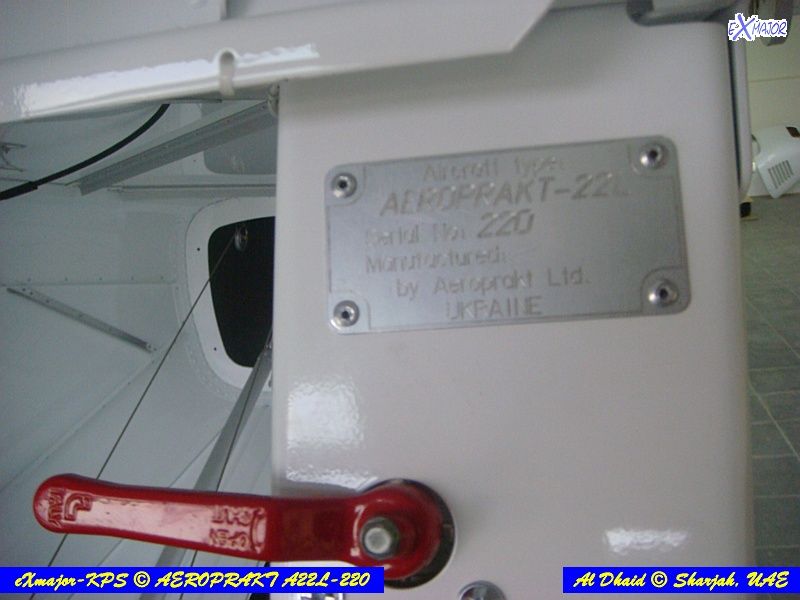 eXMAJOR
Aircraft type:
AEROPRAKT-22L
Serial No: 220
Manufactured:
by Aeroprakt Ltd.
UKRAINE
eXmajor-KPS © AEROPRAKT A22L-220
Al Dhaid © Sharjah, UAE